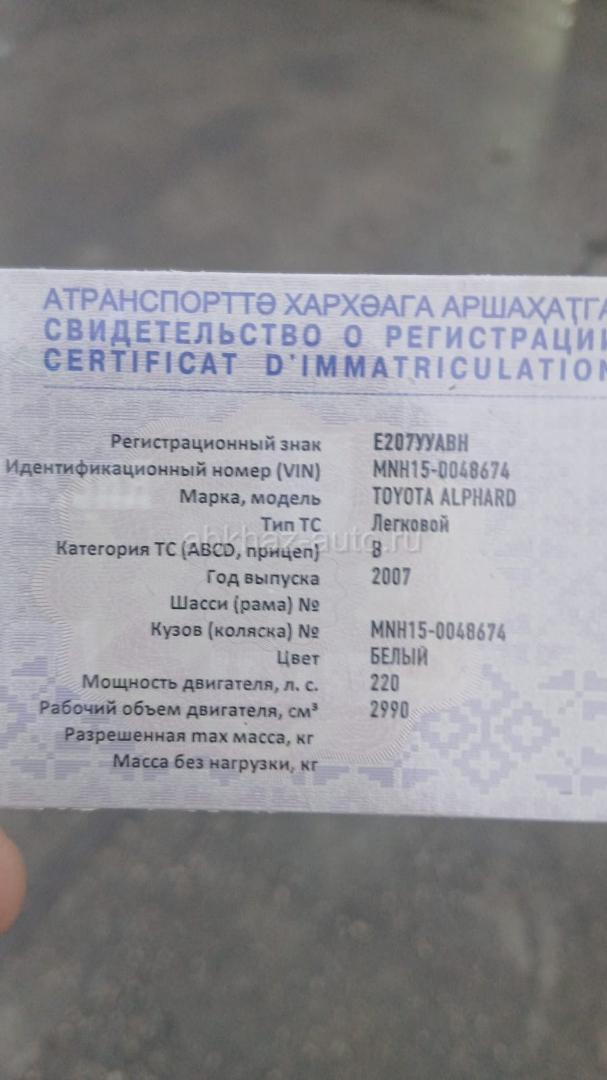 АТРАНСПОРТТӘ ХАРХӘАГА АРШАҲАҬГА
СВИДЕТЕЛЬСТВО О РЕГИСТРАЦИИ
CERTIFICAT D'IMMATRICULATION
Регистрационный знак Е207УУАВН
Идентификационный номер (VIN) MNH15-0048674
Марка, модель TOYOTA ALPHARD
Тип ТС Легковой
abkhaz-auto.ru
Категория ТС (ABCD, прицеп) B
Год выпуска 2007
Шасси (рама) №
Кузов (коляска) № MNH15-0048674
Цвет БЕЛЫЙ
Мощность двигателя, л. с. 220
Рабочий объем двигателя, см³ 2990
Разрешенная max масса, кг
Масса без нагрузки, кг